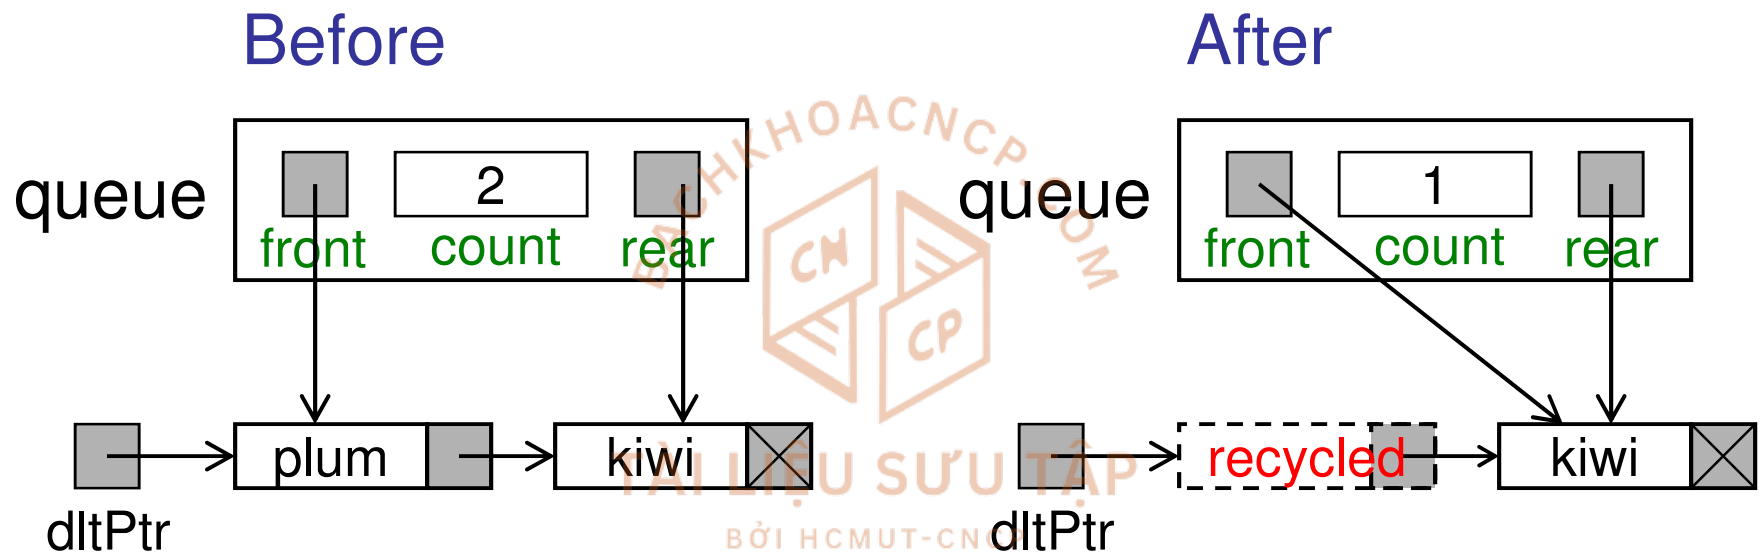 Before After
queue 2 queue 1
front count rear front count rear
BACHKHOACNCP.COM
CN
CP
plum kiwi recycled kiwi
TÀI LIỆU SƯU TẬP
dltPtr dltPtr
BỞI HCMUT-CNCP